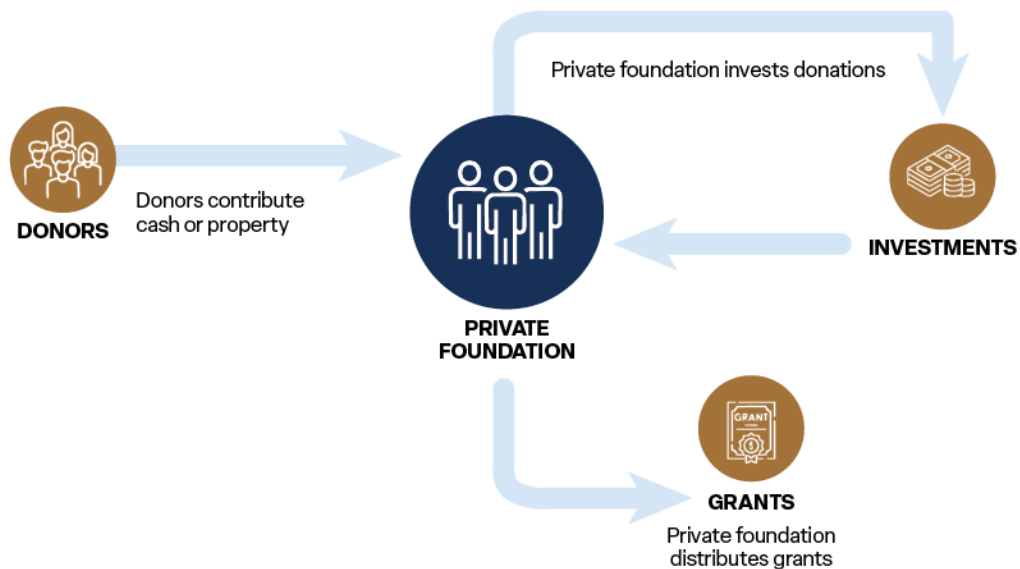 Private foundation invests donations
DONORS
Donors contribute
cash or property
INVESTMENTS
PRIVATE
FOUNDATION
GRANT
GRANTS
Private foundation
distributes grants